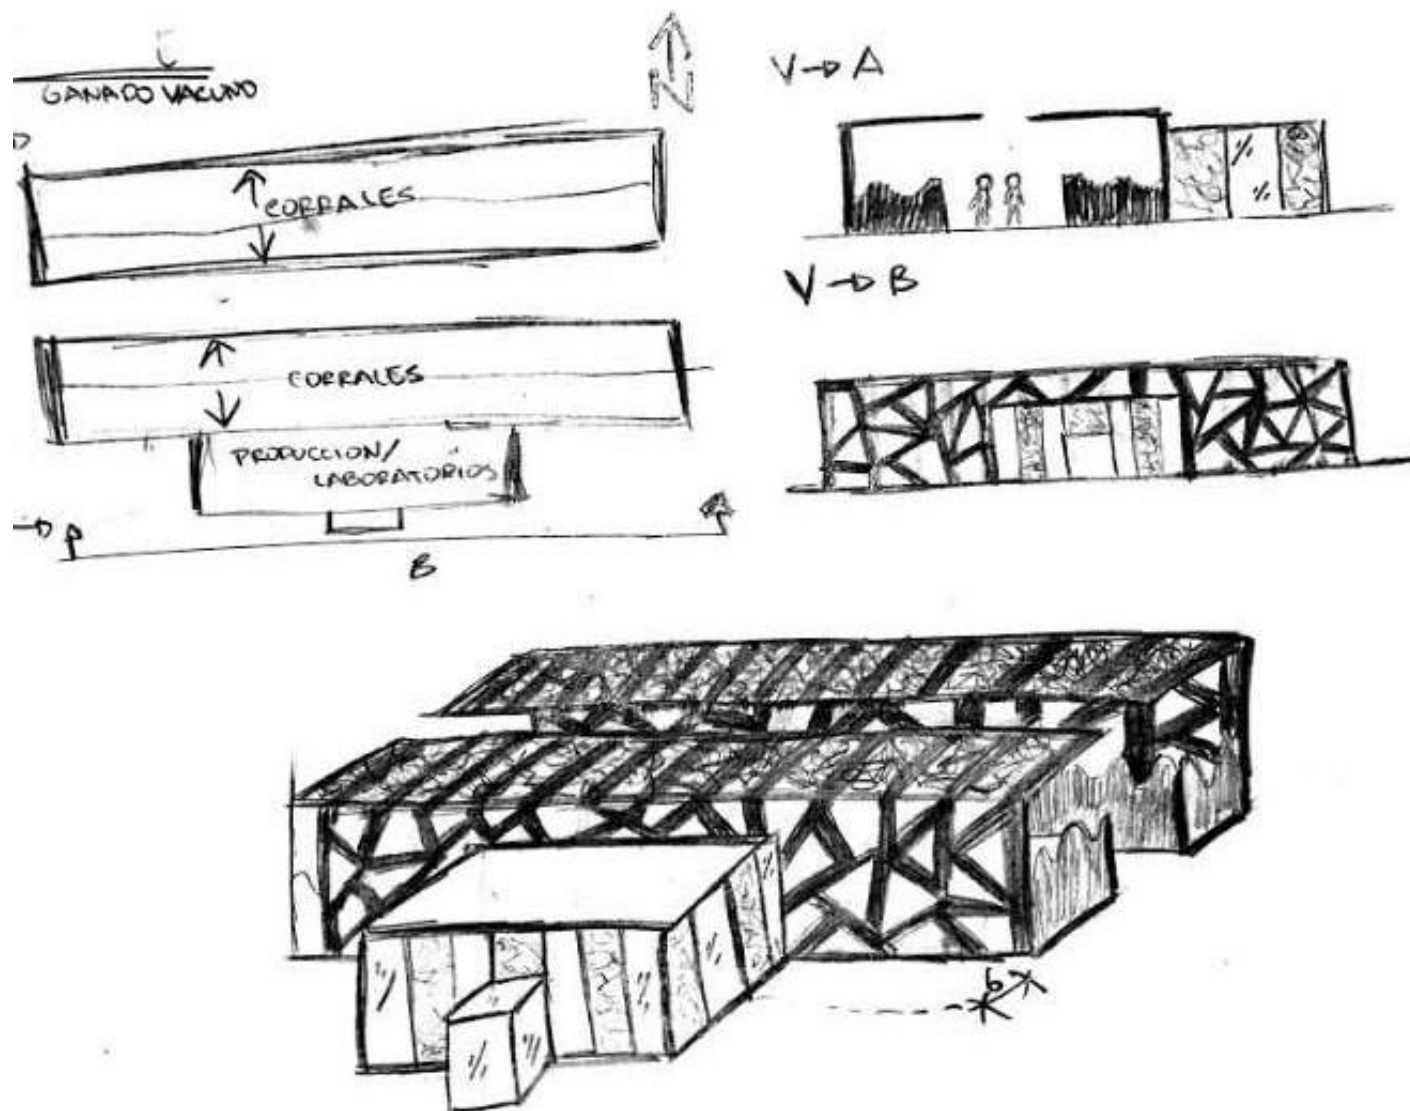 GANADO VACUNO
N
CORRALES
CORRALES
PRODUCCION/
LABORATORIOS
B
V→A
V→B
6